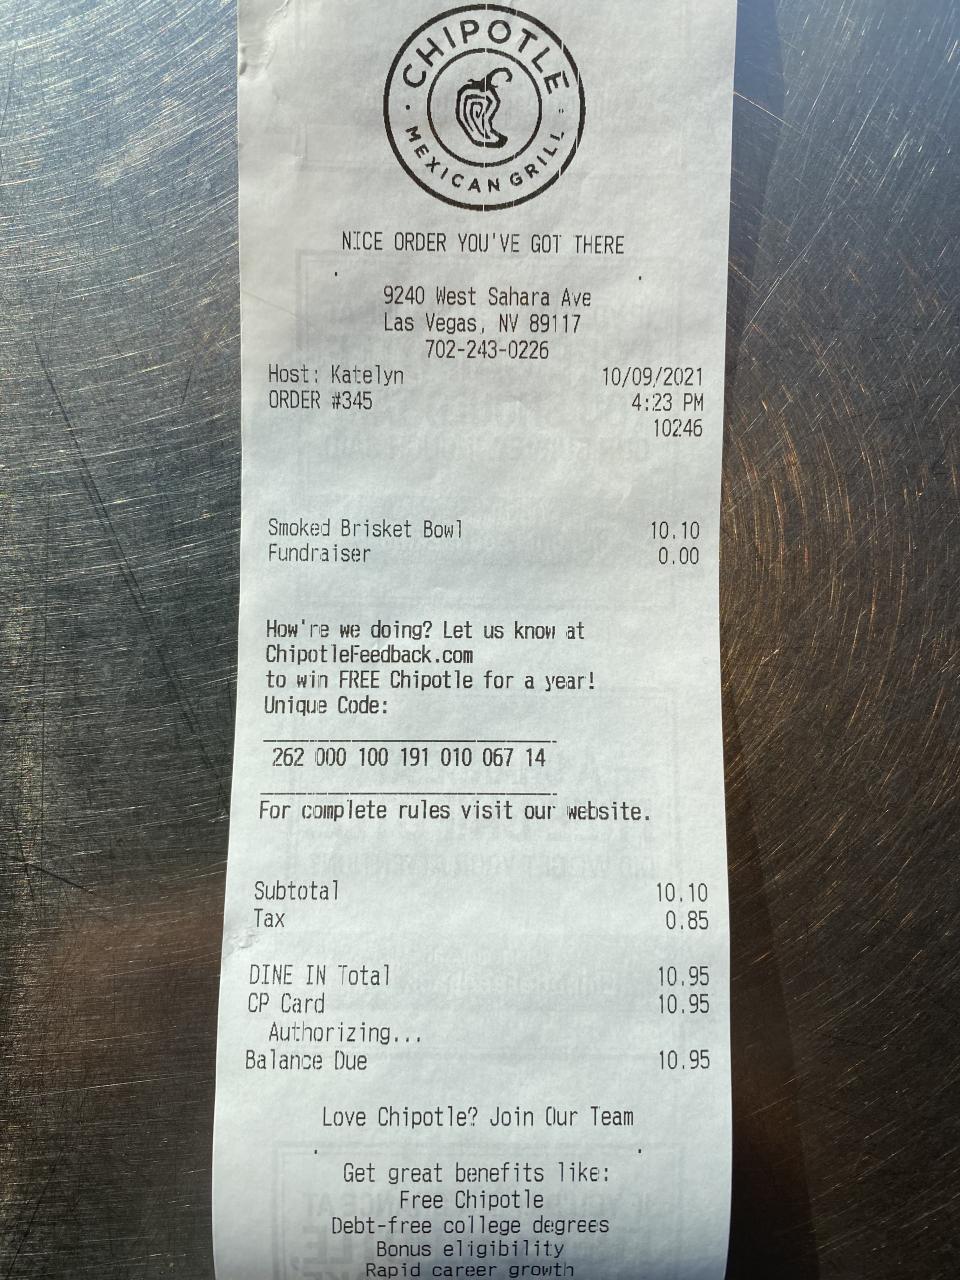 CHIPOTLE
MEXICAN GRILL
NICE ORDER YOU'VE GOT THERE
9240 West Sahara Ave
Las Vegas, NV 89117
702-243-0226
Host: Katelyn 10/09/2021
ORDER #345 4:23 PM
10246
Smoked Brisket Bowl 10.10
Fundraiser 0.00
How're we doing? Let us know at
ChipotleFeedback.com
to win FREE Chipotle for a year!
Unique Code:
262 000 100 191 010 067 14
For complete rules visit our website.
Subtotal 10.10
Tax 0.85
DINE IN Total 10.95
CP Card 10.95
Authorizing...
Balance Due 10.95
Love Chipotle? Join Our Team
Get great benefits like:
Free Chipotle
Debt-free college degrees
Bonus eligibility
Rapid career growth